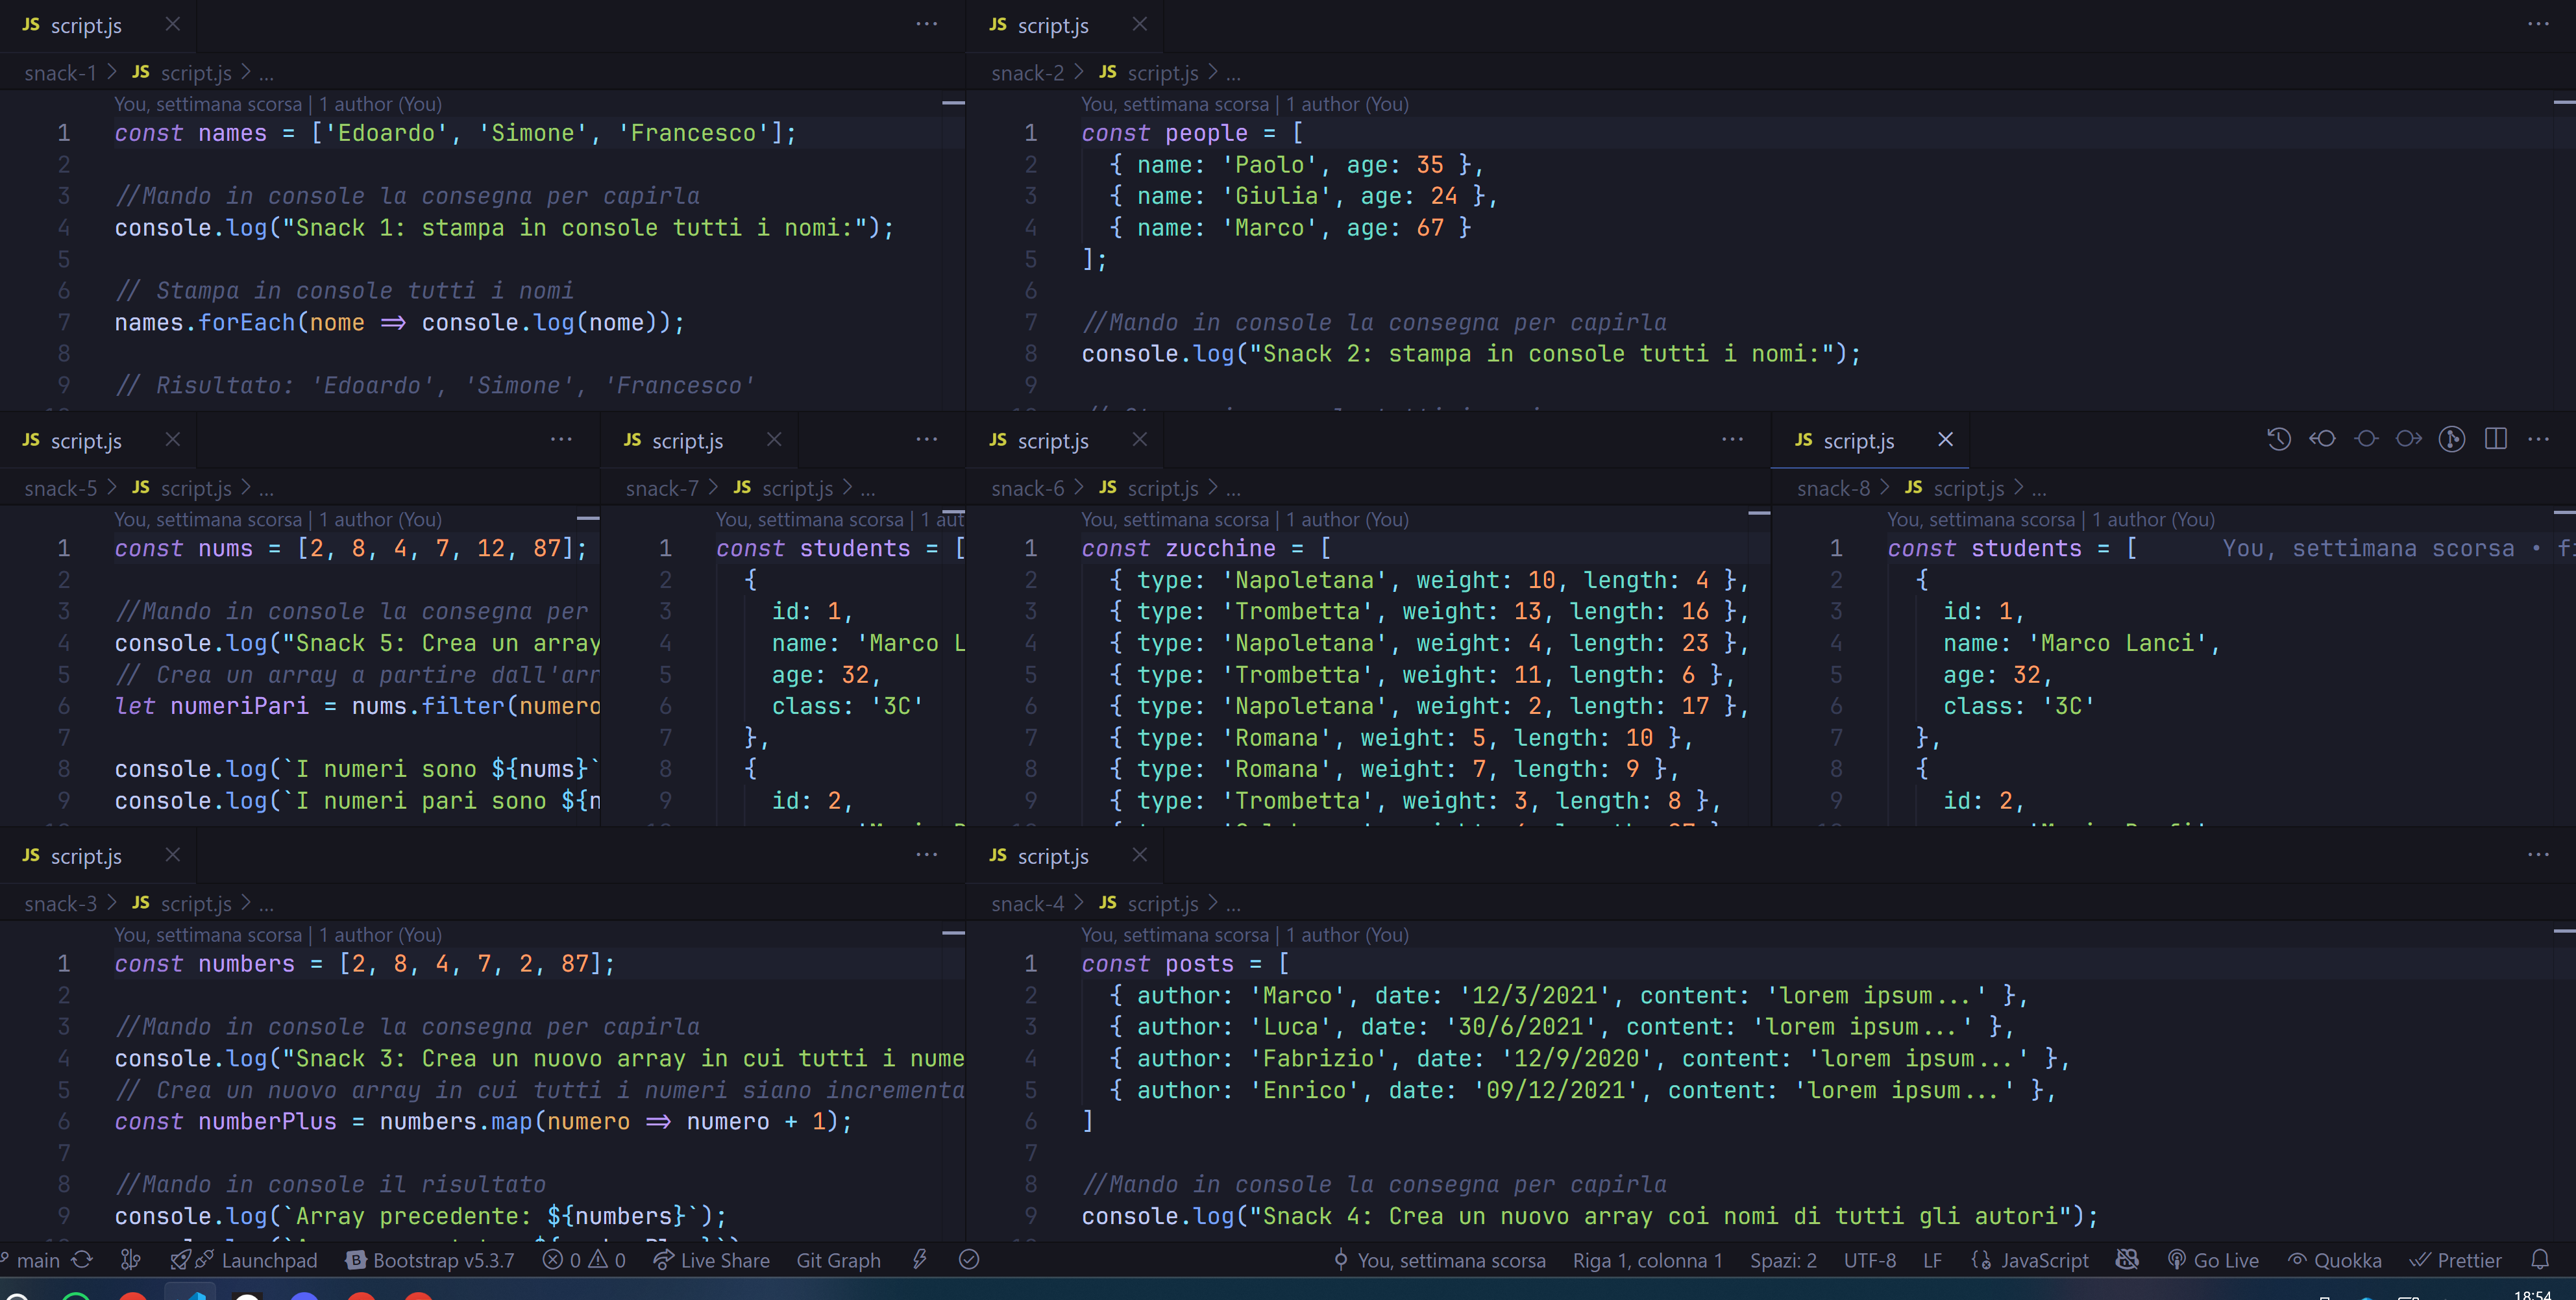 JS script.js
snack-1 > JS script.js > ...
You, settimana scorsa | 1 author (You)
1 const names = ['Edoardo', 'Simone', 'Francesco'];
2
3 //Mando in console la consegna per capirla
4 console.log("Snack 1: stampa in console tutti i nomi:");
5
6 // Stampa in console tutti i nomi
7 names.forEach(nome => console.log(nome));
8
9 // Risultato: 'Edoardo', 'Simone', 'Francesco'
JS script.js
snack-2 > JS script.js > ...
You, settimana scorsa | 1 author (You)
1 const people = [
2 { name: 'Paolo', age: 35 },
3 { name: 'Giulia', age: 24 },
4 { name: 'Marco', age: 67 }
5 ];
6
7 //Mando in console la consegna per capirla
8 console.log("Snack 2: stampa in console tutti i nomi:");
9
JS script.js
snack-5 > JS script.js > ...
You, settimana scorsa | 1 author (You)
1 const nums = [2, 8, 4, 7, 12, 87];
2
3 //Mando in console la consegna per
4 console.log("Snack 5: Crea un array
5 // Crea un array a partire dall'arr
6 let numeriPari = nums.filter(numero
7
8 console.log(`I numeri sono ${nums}`
9 console.log(`I numeri pari sono ${n
JS script.js
snack-7 > JS script.js > ...
You, settimana scorsa | 1 aut
1 const students = [
2 {
3 id: 1,
4 name: 'Marco L
5 age: 32,
6 class: '3C'
7 },
8 {
9 id: 2,
JS script.js
snack-6 > JS script.js > ...
You, settimana scorsa | 1 author (You)
1 const zucchine = [
2 { type: 'Napoletana', weight: 10, length: 4 },
3 { type: 'Trombetta', weight: 13, length: 16 },
4 { type: 'Napoletana', weight: 4, length: 23 },
5 { type: 'Trombetta', weight: 11, length: 6 },
6 { type: 'Napoletana', weight: 2, length: 17 },
7 { type: 'Romana', weight: 5, length: 10 },
8 { type: 'Romana', weight: 7, length: 9 },
9 { type: 'Trombetta', weight: 3, length: 8 },
JS script.js
snack-8 > JS script.js > ...
You, settimana scorsa | 1 author (You)
1 const students = [ You, settimana scorsa • fi
2 {
3 id: 1,
4 name: 'Marco Lanci',
5 age: 32,
6 class: '3C'
7 },
8 {
9 id: 2,
JS script.js
snack-3 > JS script.js > ...
You, settimana scorsa | 1 author (You)
1 const numbers = [2, 8, 4, 7, 2, 87];
2
3 //Mando in console la consegna per capirla
4 console.log("Snack 3: Crea un nuovo array in cui tutti i nume
5 // Crea un nuovo array in cui tutti i numeri siano incrementa
6 const numberPlus = numbers.map(numero => numero + 1);
7
8 //Mando in console il risultato
9 console.log(`Array precedente: ${numbers}`);
JS script.js
snack-4 > JS script.js > ...
You, settimana scorsa | 1 author (You)
1 const posts = [
2 { author: 'Marco', date: '12/3/2021', content: 'lorem ipsum...' },
3 { author: 'Luca', date: '30/6/2021', content: 'lorem ipsum...' },
4 { author: 'Fabrizio', date: '12/9/2020', content: 'lorem ipsum...' },
5 { author: 'Enrico', date: '09/12/2021', content: 'lorem ipsum...' },
6 ]
7
8 //Mando in console la consegna per capirla
9 console.log("Snack 4: Crea un nuovo array coi nomi di tutti gli autori");
main Launchpad Bootstrap v5.3.7 0 0 Live Share Git Graph You, settimana scorsa Riga 1, colonna 1 Spazi: 2 UTF-8 LF JavaScript Go Live Quokka Prettier
18:54